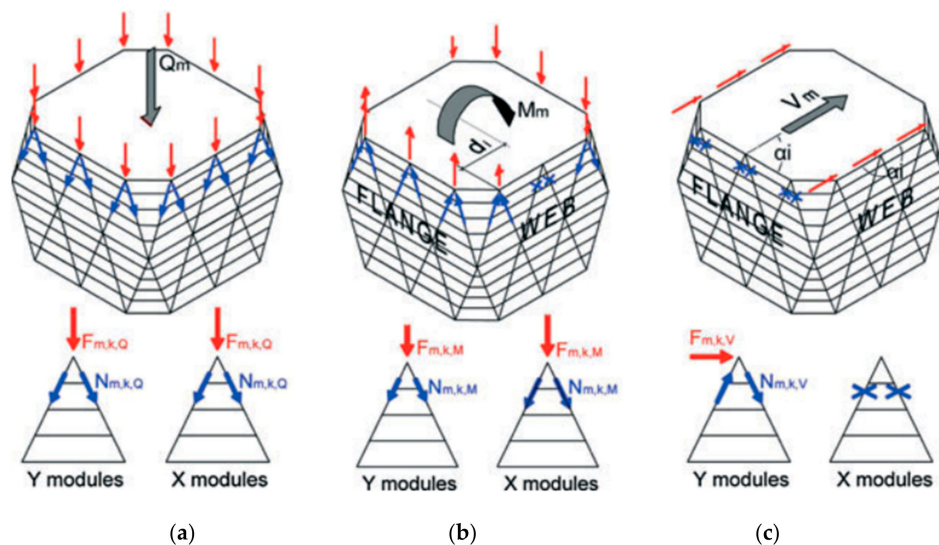 Qm
Mm
di
FLANGE
WEB
Vm
αi
αi
FLANGE
WEB
Fm,k,Q
Fm,k,Q
Nm,k,Q
Nm,k,Q
Y modules
X modules
Fm,k,M
Fm,k,M
Nm,k,M
Nm,k,M
Y modules
X modules
Fm,k,V
Nm,k,V
Y modules
X modules
(a)
(b)
(c)